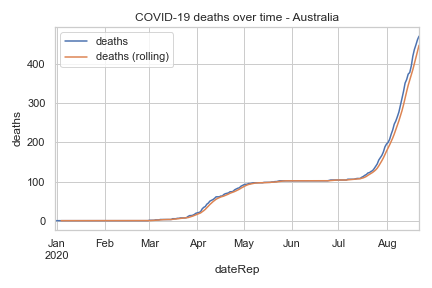 COVID-19 deaths over time - Australia
deaths
deaths (rolling)
deaths
400
300
200
100
0
Jan Feb Mar Apr May Jun Jul Aug
2020
dateRep